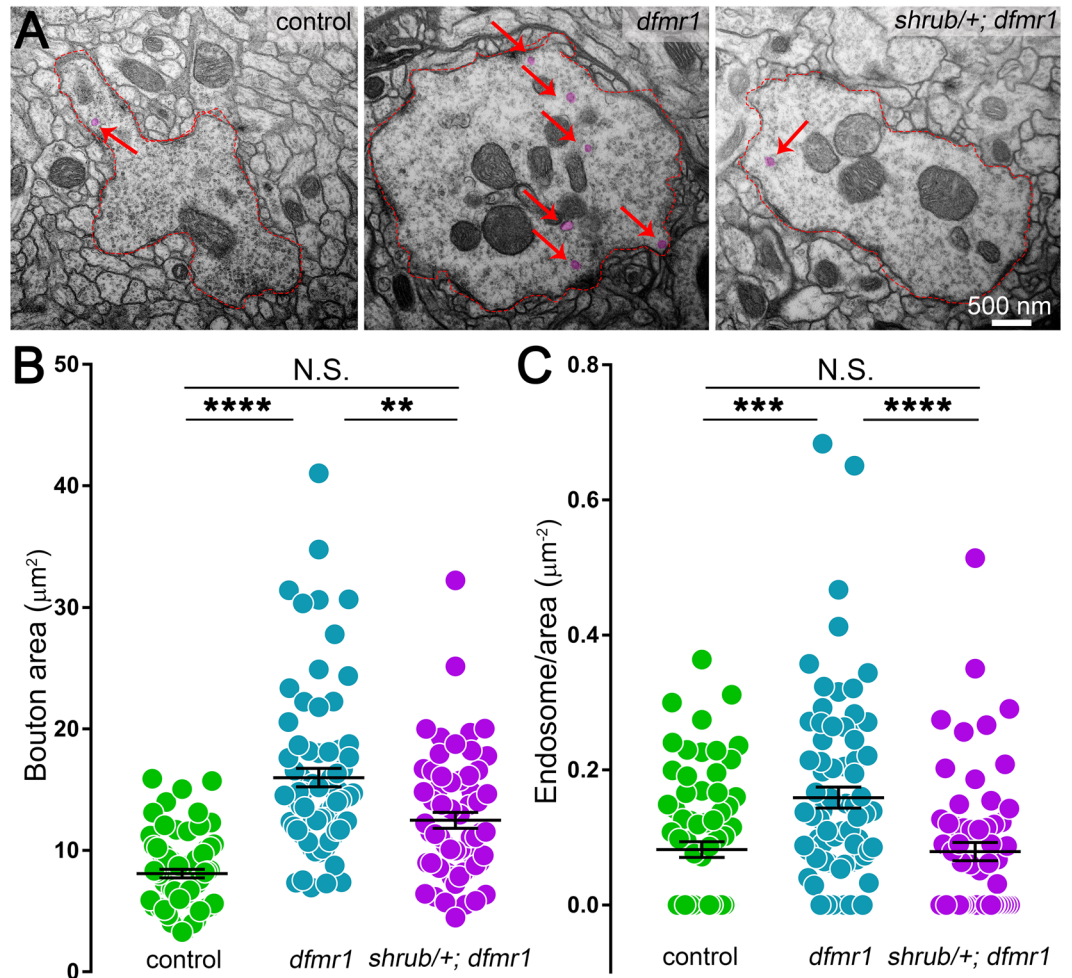 A
control
dfmr1
shrub/+; dfmr1
500 nm
B
Bouton area (μm²)
50
40
30
20
10
0
N.S.
****
**
control
dfmr1
shrub/+; dfmr1
C
Endosome/area (μm⁻²)
0.8
0.6
0.4
0.2
0.0
N.S.
***
****
control
dfmr1
shrub/+; dfmr1